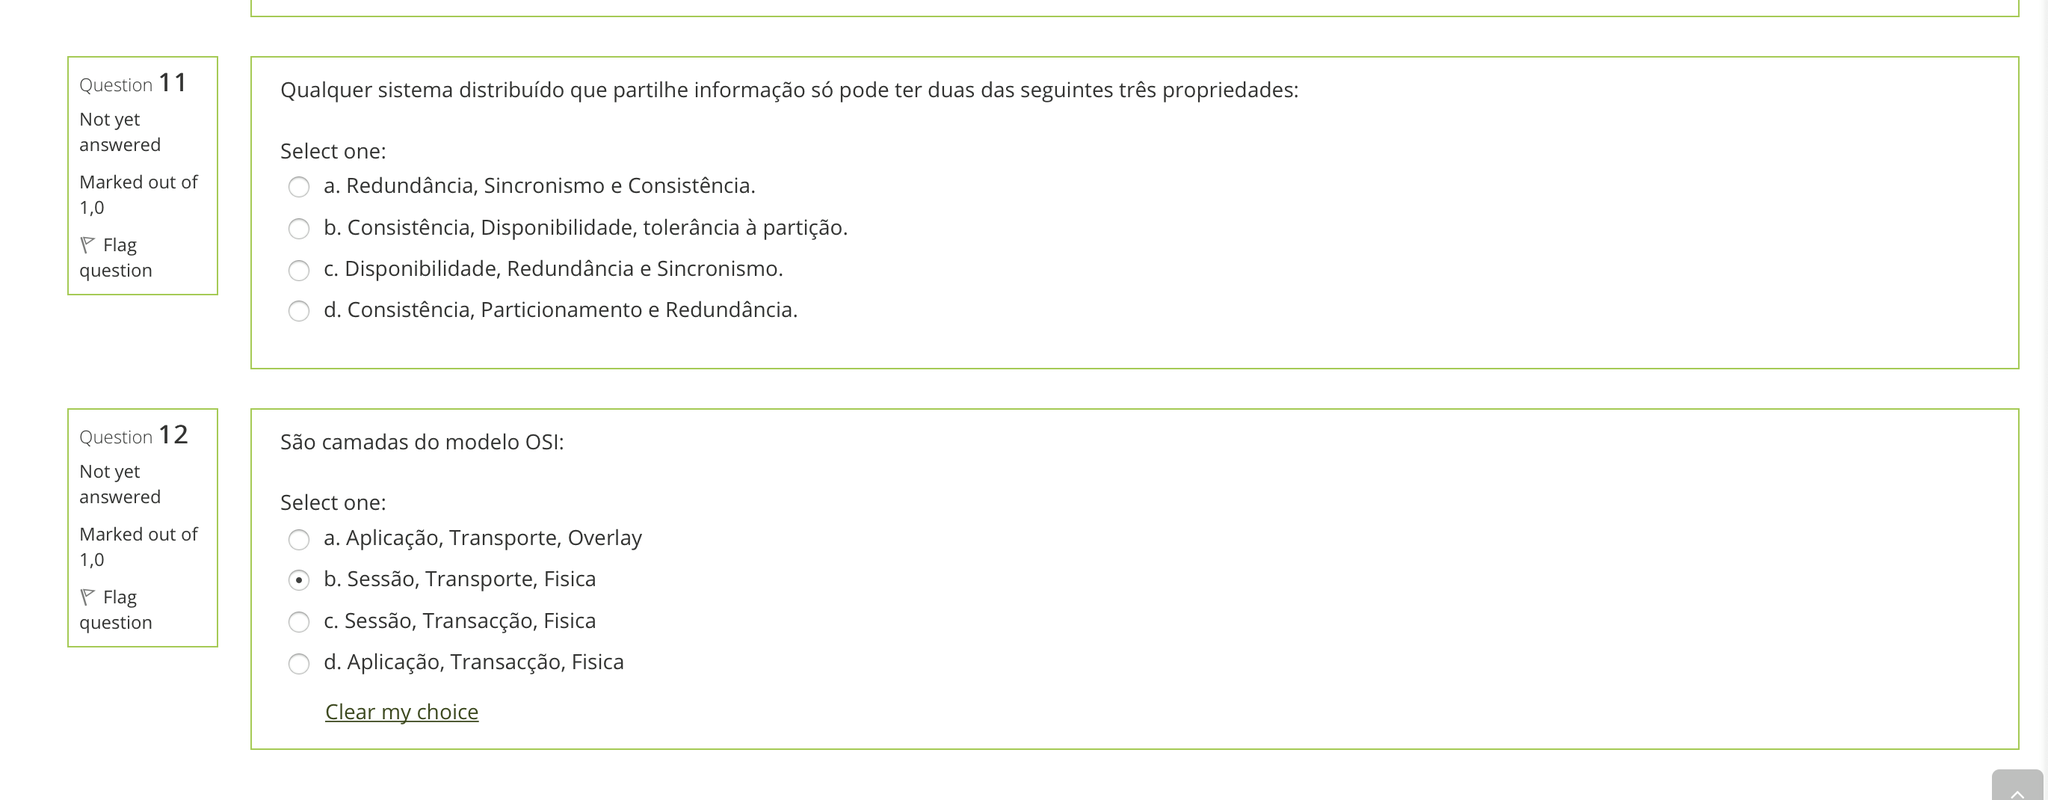 Question 11
Not yet
answered
Marked out of
1,0
Flag
question
Qualquer sistema distribuído que partilhe informação só pode ter duas das seguintes três propriedades:
Select one:
a. Redundância, Sincronismo e Consistência.
b. Consistência, Disponibilidade, tolerância à partição.
c. Disponibilidade, Redundância e Sincronismo.
d. Consistência, Particionamento e Redundância.
Question 12
Not yet
answered
Marked out of
1,0
Flag
question
São camadas do modelo OSI:
Select one:
a. Aplicação, Transporte, Overlay
b. Sessão, Transporte, Fisica
c. Sessão, Transacção, Fisica
d. Aplicação, Transacção, Fisica
Clear my choice